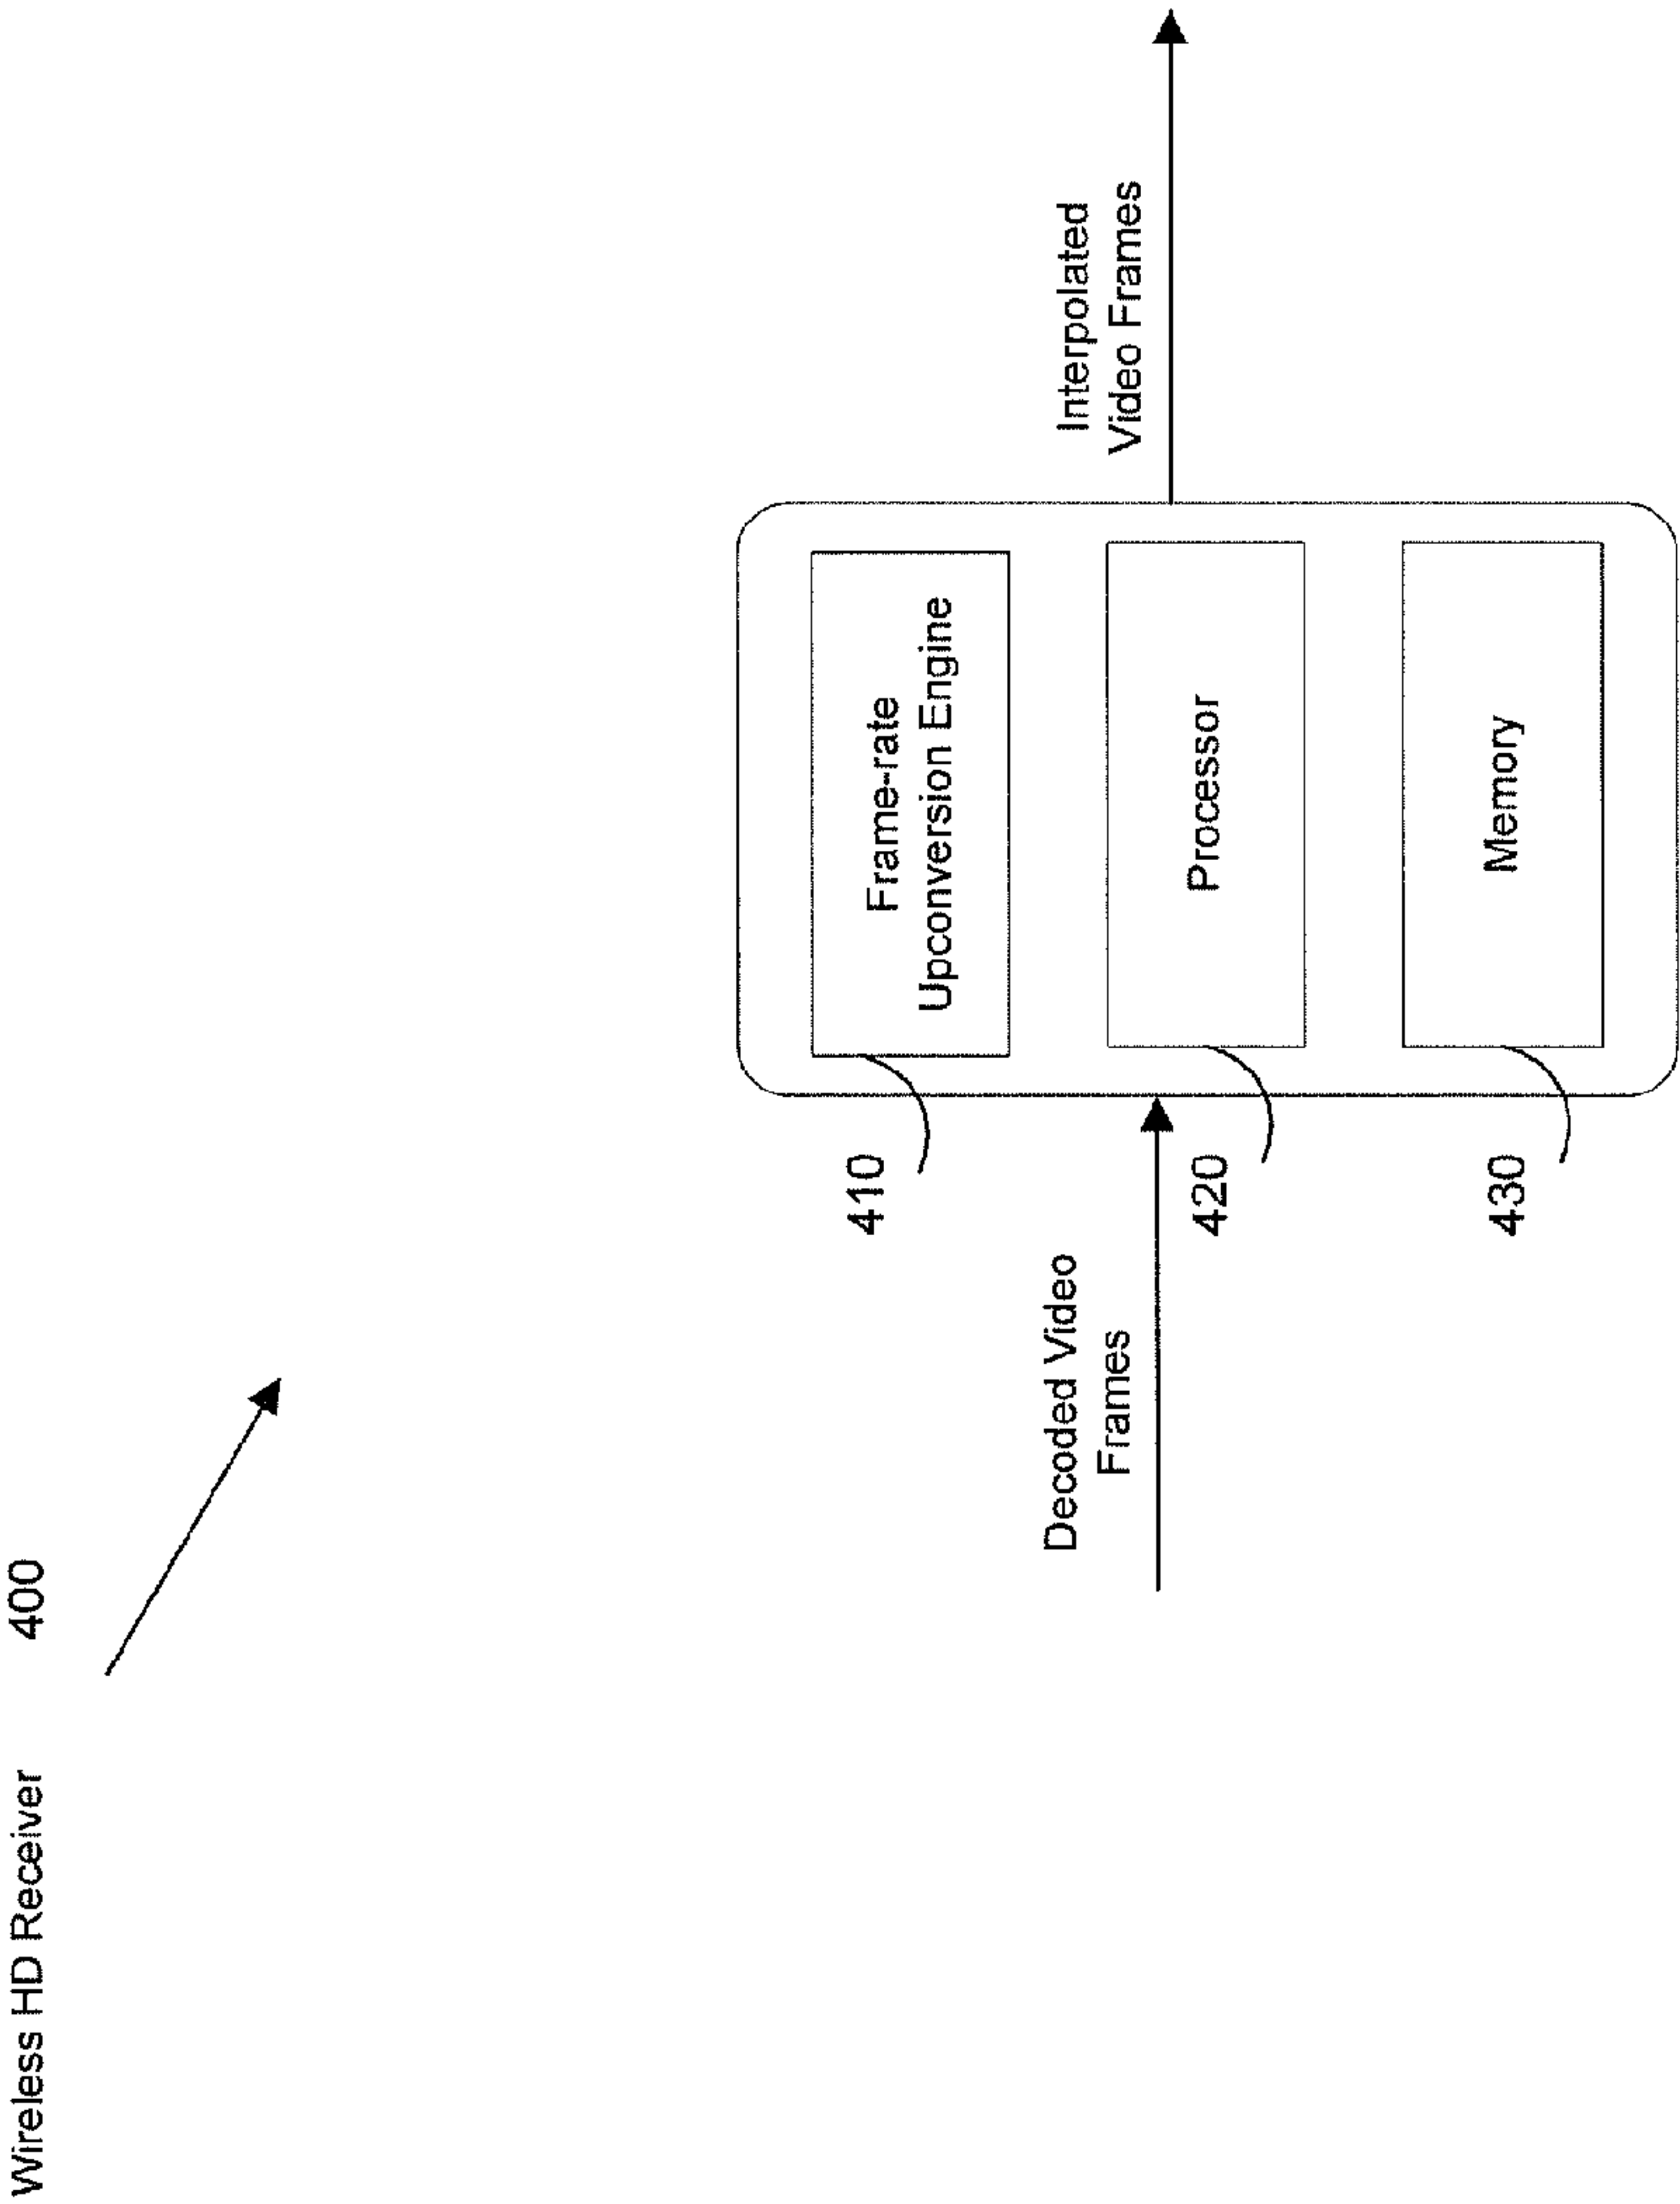 Wireless HD Receiver 400
410
Frame-rate
Upconversion Engine
Decoded Video
Frames
Interpolated
Video Frames
420
Processor
430
Memory